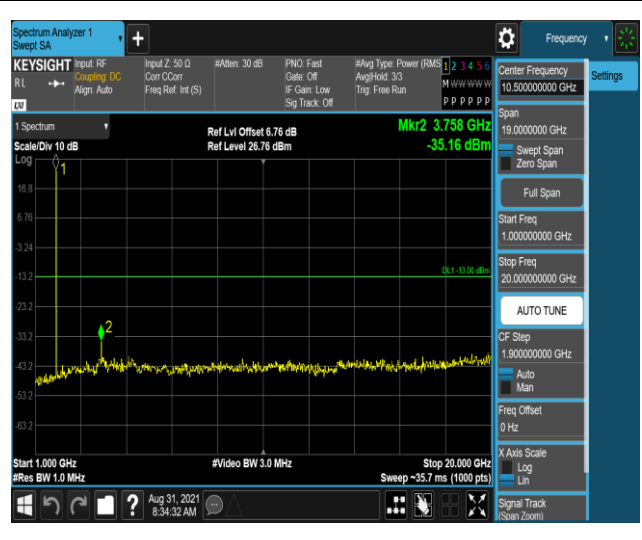 Spectrum Analyzer 1
Swept SA
Frequency
KEYSIGHT
RL
LXI
Input: RF
Coupling: DC
Align: Auto
Input Z: 50 Ω
Corr CCorr
Freq Ref: Int (S)
#Atten: 30 dB
PNO: Fast
Gate: Off
IF Gain: Low
Sig Track: Off
#Avg Type: Power (RMS
Avg|Hold: 3/3
Trig: Free Run
1 2 3 4 5 6
M W W W W W
P P P P P P
1 Spectrum
Scale/Div 10 dB
Log
Ref Lvl Offset 6.76 dB
Ref Level 26.76 dBm
Mkr2 3.758 GHz
-35.16 dBm
1
16.8
6.76
-3.24
-13.2
DL1 -13.00 dBm
-23.2
2
-33.2
-43.2
-53.2
-63.2
Start 1.000 GHz
#Res BW 1.0 MHz
#Video BW 3.0 MHz
Stop 20.000 GHz
Sweep ~35.7 ms (1000 pts)
?
Aug 31, 2021
8:34:32 AM
Center Frequency
10.500000000 GHz
Settings
Span
19.0000000 GHz
Swept Span
Zero Span
Full Span
Start Freq
1.000000000 GHz
Stop Freq
20.000000000 GHz
AUTO TUNE
CF Step
1.900000000 GHz
Auto
Man
Freq Offset
0 Hz
X Axis Scale
Log
Lin
Signal Track
(Span Zoom)